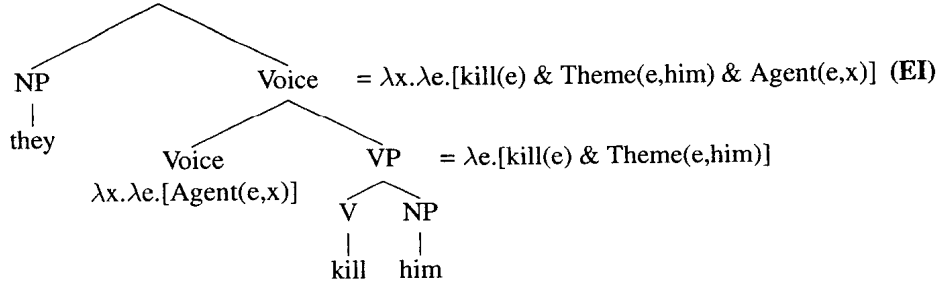 NP Voice = λx.λe.[kill(e) & Theme(e,him) & Agent(e,x)] (EI)
they
Voice VP = λe.[kill(e) & Theme(e,him)]
λx.λe.[Agent(e,x)]
V NP
kill him